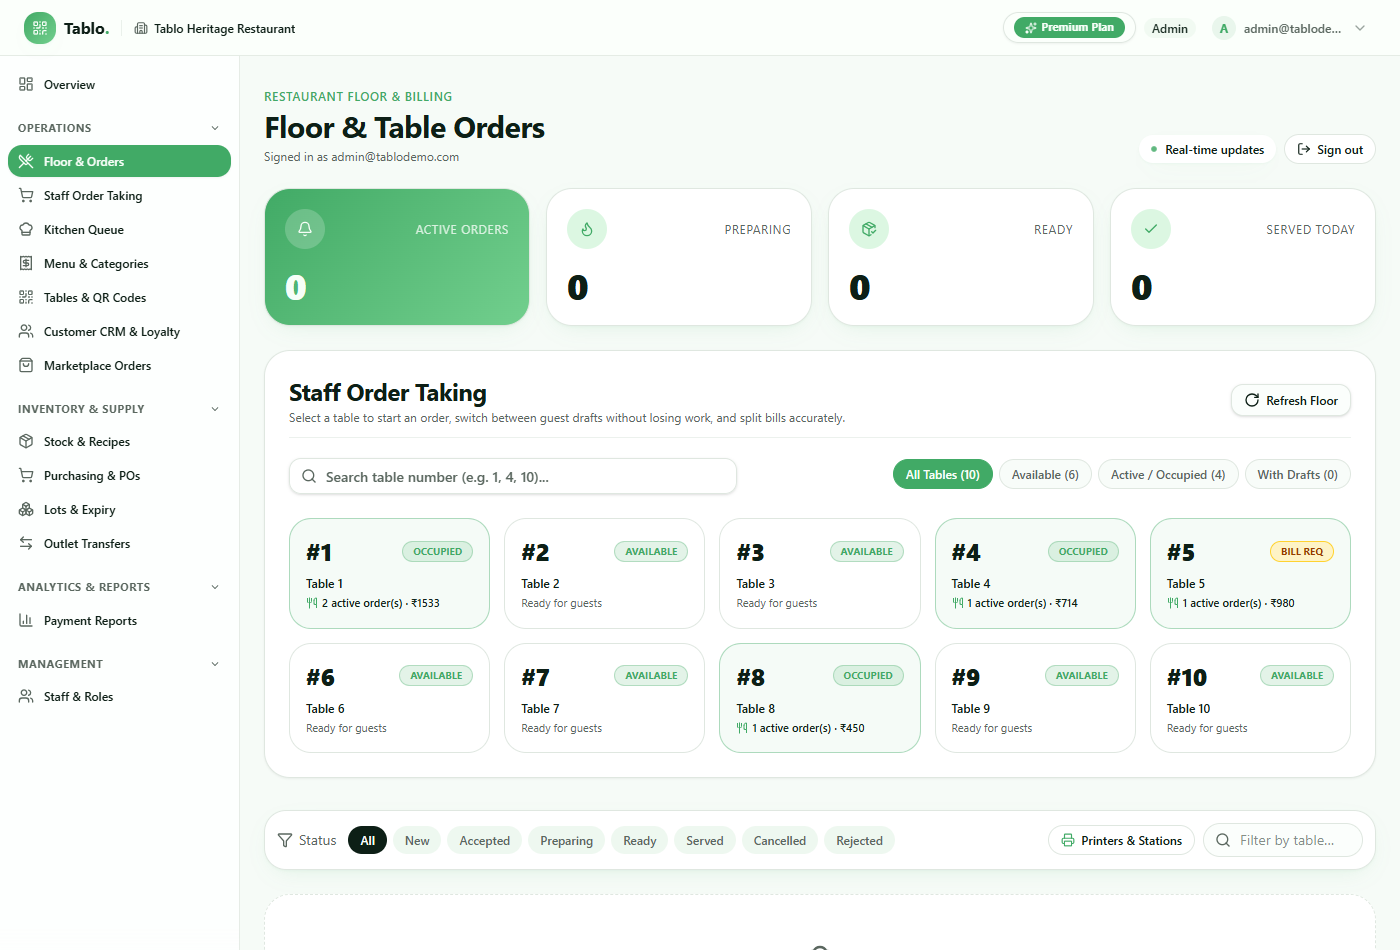 Tablo.
Tablo Heritage Restaurant
Premium Plan
Admin
A
admin@tablode...
Overview
OPERATIONS
Floor & Orders
Staff Order Taking
Kitchen Queue
Menu & Categories
Tables & QR Codes
Customer CRM & Loyalty
Marketplace Orders
INVENTORY & SUPPLY
Stock & Recipes
Purchasing & POs
Lots & Expiry
Outlet Transfers
ANALYTICS & REPORTS
Payment Reports
MANAGEMENT
Staff & Roles
RESTAURANT FLOOR & BILLING
Floor & Table Orders
Signed in as admin@tablodemo.com
Real-time updates
Sign out
ACTIVE ORDERS
0
PREPARING
0
READY
0
SERVED TODAY
0
Staff Order Taking
Select a table to start an order, switch between guest drafts without losing work, and split bills accurately.
Refresh Floor
Search table number (e.g. 1, 4, 10)...
All Tables (10)
Available (6)
Active / Occupied (4)
With Drafts (0)
#1
OCCUPIED
Table 1
2 active order(s) · ₹1533
#2
AVAILABLE
Table 2
Ready for guests
#3
AVAILABLE
Table 3
Ready for guests
#4
OCCUPIED
Table 4
1 active order(s) · ₹714
#5
BILL REQ
Table 5
1 active order(s) · ₹980
#6
AVAILABLE
Table 6
Ready for guests
#7
AVAILABLE
Table 7
Ready for guests
#8
OCCUPIED
Table 8
1 active order(s) · ₹450
#9
AVAILABLE
Table 9
Ready for guests
#10
AVAILABLE
Table 10
Ready for guests
Status
All
New
Accepted
Preparing
Ready
Served
Cancelled
Rejected
Printers & Stations
Filter by table...